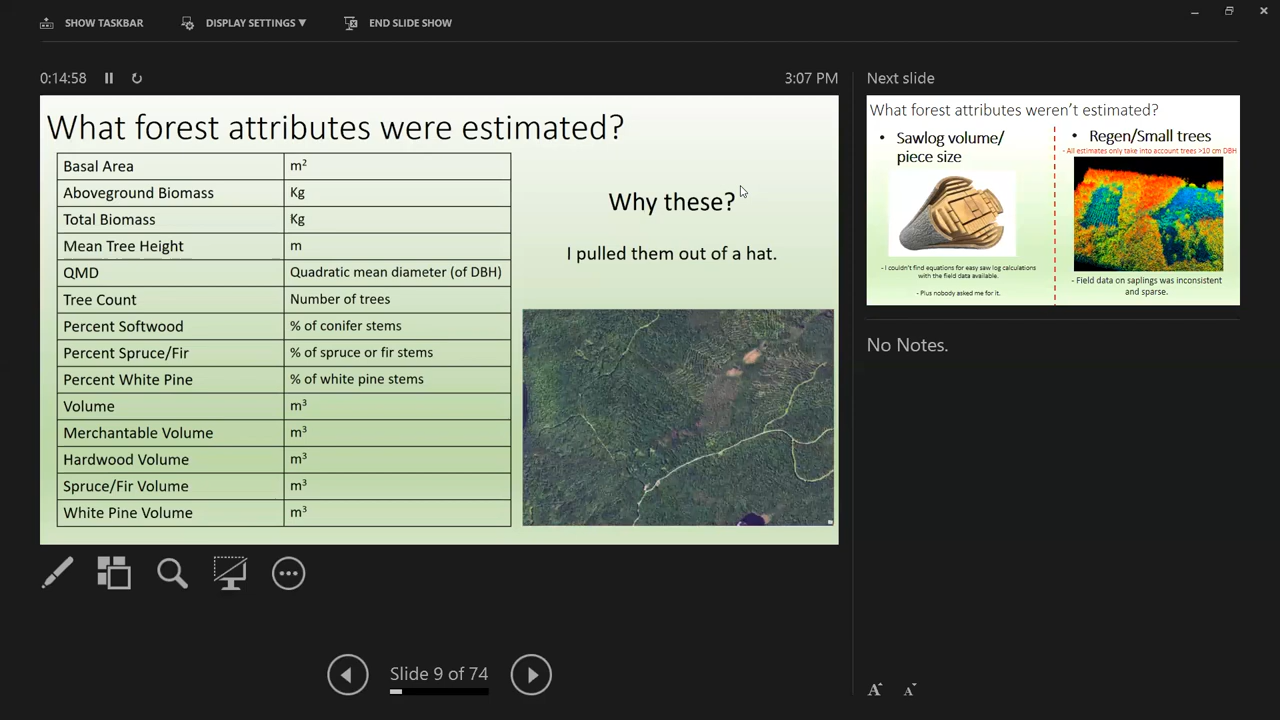 SHOW TASKBAR
DISPLAY SETTINGS ▼
END SLIDE SHOW
0:14:58
3:07 PM
What forest attributes were estimated?
Basal Area m²
Aboveground Biomass Kg
Total Biomass Kg
Mean Tree Height m
QMD Quadratic mean diameter (of DBH)
Tree Count Number of trees
Percent Softwood % of conifer stems
Percent Spruce/Fir % of spruce or fir stems
Percent White Pine % of white pine stems
Volume m³
Merchantable Volume m³
Hardwood Volume m³
Spruce/Fir Volume m³
White Pine Volume m³
Why these?
I pulled them out of a hat.
Slide 9 of 74
Next slide
What forest attributes weren't estimated?
• Sawlog volume/
piece size
- I couldn't find equations for easy saw log calculations
with the field data available.
- Plus nobody asked me for it.
• Regen/Small trees
- All estimates only take into account trees >10 cm DBH
- Field data on saplings was inconsistent
and sparse.
No Notes.
A A